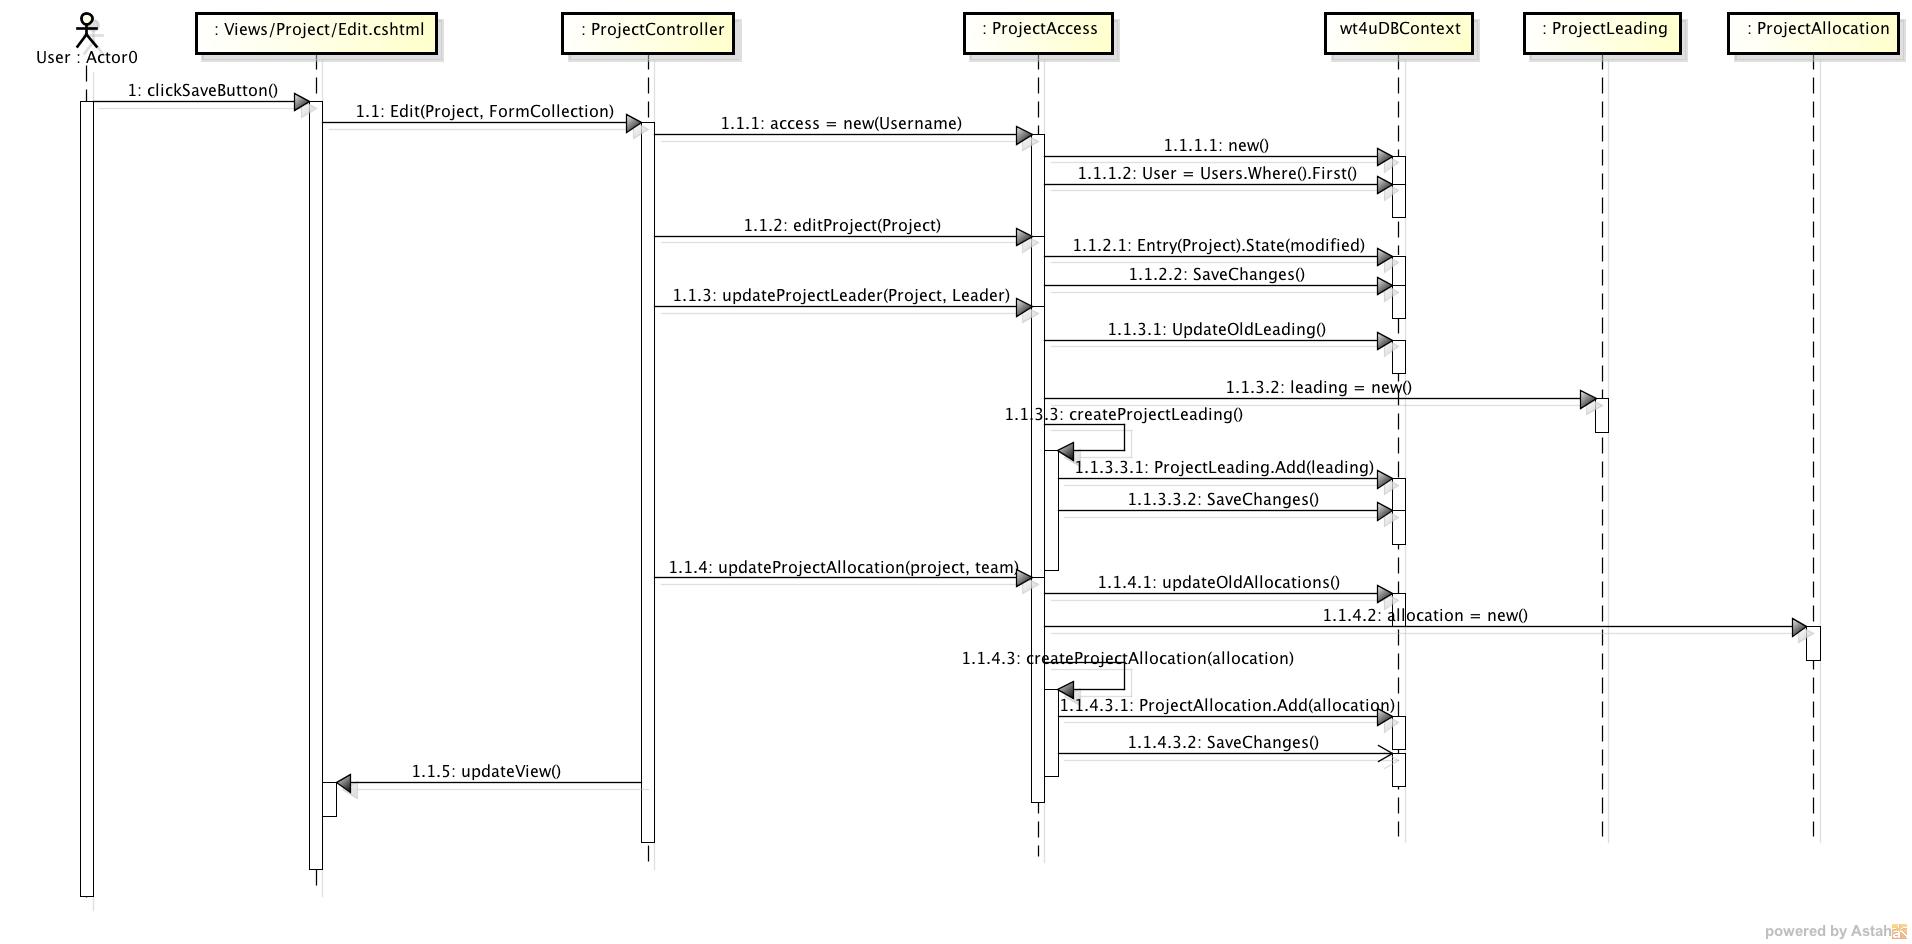 : Views/Project/Edit.cshtml
: ProjectController
: ProjectAccess
wt4uDBContext
: ProjectLeading
: ProjectAllocation
User : Actor0
1: clickSaveButton()
1.1: Edit(Project, FormCollection)
1.1.1: access = new(Username)
1.1.1.1: new()
1.1.1.2: User = Users.Where().First()
1.1.2: editProject(Project)
1.1.2.1: Entry(Project).State(modified)
1.1.2.2: SaveChanges()
1.1.3: updateProjectLeader(Project, Leader)
1.1.3.1: UpdateOldLeading()
1.1.3.2: leading = new()
1.1.3.3: createProjectLeading()
1.1.3.3.1: ProjectLeading.Add(leading)
1.1.3.3.2: SaveChanges()
1.1.4: updateProjectAllocation(project, team)
1.1.4.1: updateOldAllocations()
1.1.4.2: allocation = new()
1.1.4.3: createProjectAllocation(allocation)
1.1.4.3.1: ProjectAllocation.Add(allocation)
1.1.4.3.2: SaveChanges()
1.1.5: updateView()
powered by Astah